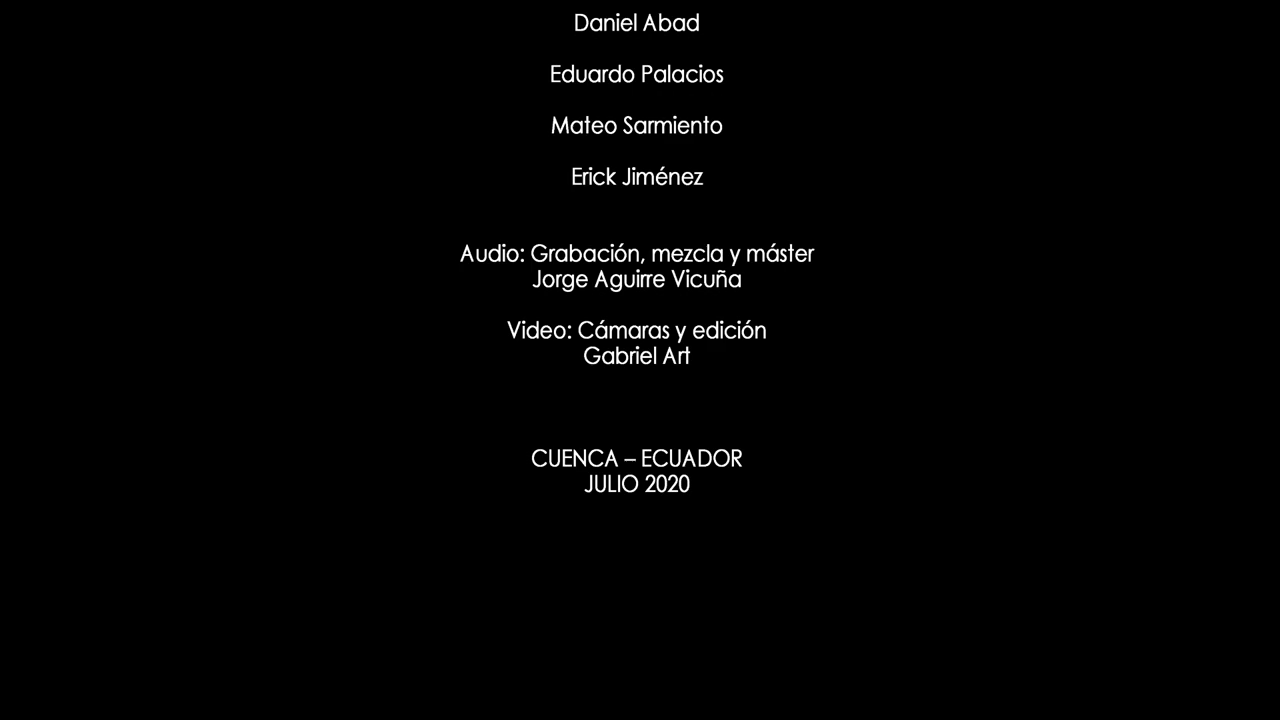 Daniel Abad
Eduardo Palacios
Mateo Sarmiento
Erick Jiménez
Audio: Grabación, mezcla y máster
Jorge Aguirre Vicuña
Video: Cámaras y edición
Gabriel Art
CUENCA – ECUADOR
JULIO 2020